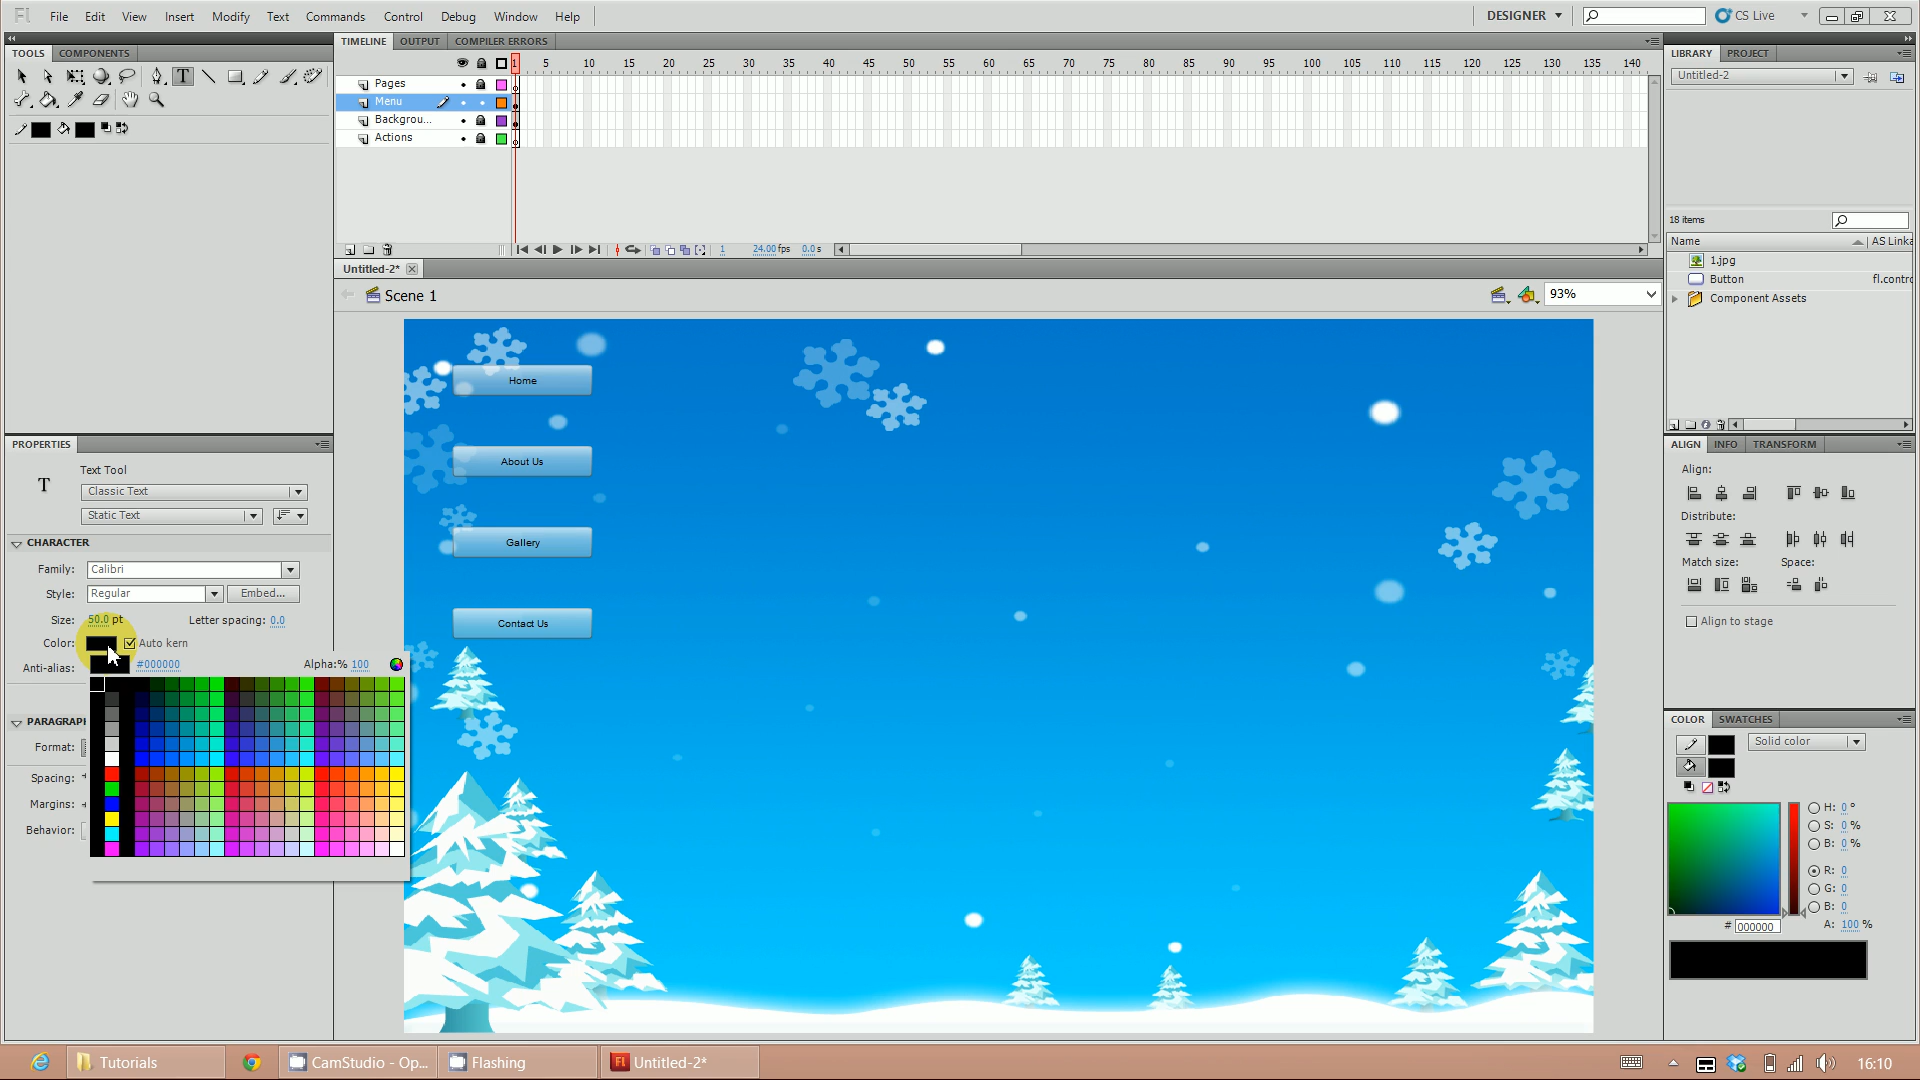 Fl File Edit View Insert Modify Text Commands Control Debug Window Help DESIGNER CS Live
TOOLS COMPONENTS
TIMELINE OUTPUT COMPILER ERRORS
LIBRARY PROJECT
1 5 10 15 20 25 30 35 40 45 50 55 60 65 70 75 80 85 90 95 100 105 110 115 120 125 130 135 140
Untitled-2
Pages
Menu
Backgrou...
Actions
18 items
Name AS Linka
1.jpg
Button fl.contro
Component Assets
1 24.00 fps 0.0 s
Untitled-2*
Scene 1
93%
Home
About Us
Gallery
Contact Us
PROPERTIES
T Text Tool
Classic Text
Static Text
CHARACTER
Family: Calibri
Style: Regular Embed...
Size: 50.0 pt Letter spacing: 0.0
Color: Auto kern
Anti-alias: #000000 Alpha:% 100
PARAGRAPH
Format:
Spacing:
Margins:
Behavior:
ALIGN INFO TRANSFORM
Align:
Distribute:
Match size: Space:
Align to stage
COLOR SWATCHES
Solid color
H: 0 °
S: 0 %
B: 0 %
R: 0
G: 0
B: 0
# 000000 A: 100 %
Tutorials CamStudio - Op... Flashing Fl Untitled-2* 16:10